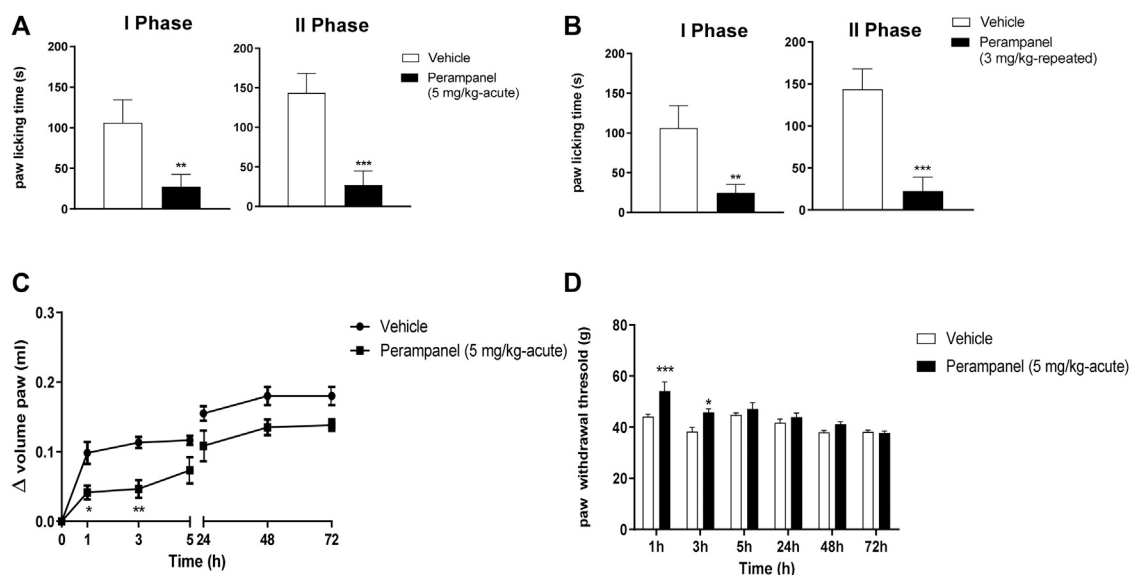 A
I Phase
II Phase
Vehicle
Perampanel
(5 mg/kg-acute)
paw licking time (s)
200
150
100
50
0
**
200
150
100
50
0
***
B
I Phase
II Phase
Vehicle
Perampanel
(3 mg/kg-repeated)
paw licking time (s)
200
150
100
50
0
**
200
150
100
50
0
***
C
Δ volume paw (ml)
0.3
0.2
0.1
0.0
Vehicle
Perampanel (5 mg/kg-acute)
* **
0 1 3 5 24 48 72
Time (h)
D
paw withdrawal thresold (g)
80
60
40
20
0
Vehicle
Perampanel (5 mg/kg-acute)
*** *
1h 3h 5h 24h 48h 72h
Time (h)